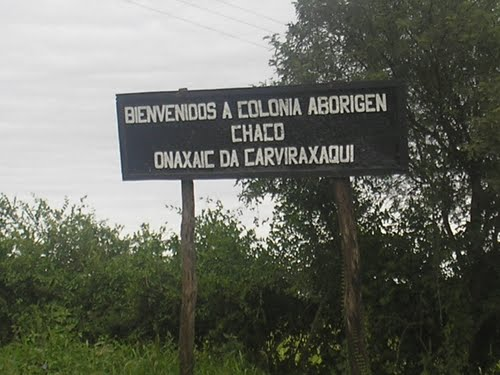 BIENVENIDOS A COLONIA ABORIGEN
CHACO
ONAXAIC DA CARVIRAXAQUI